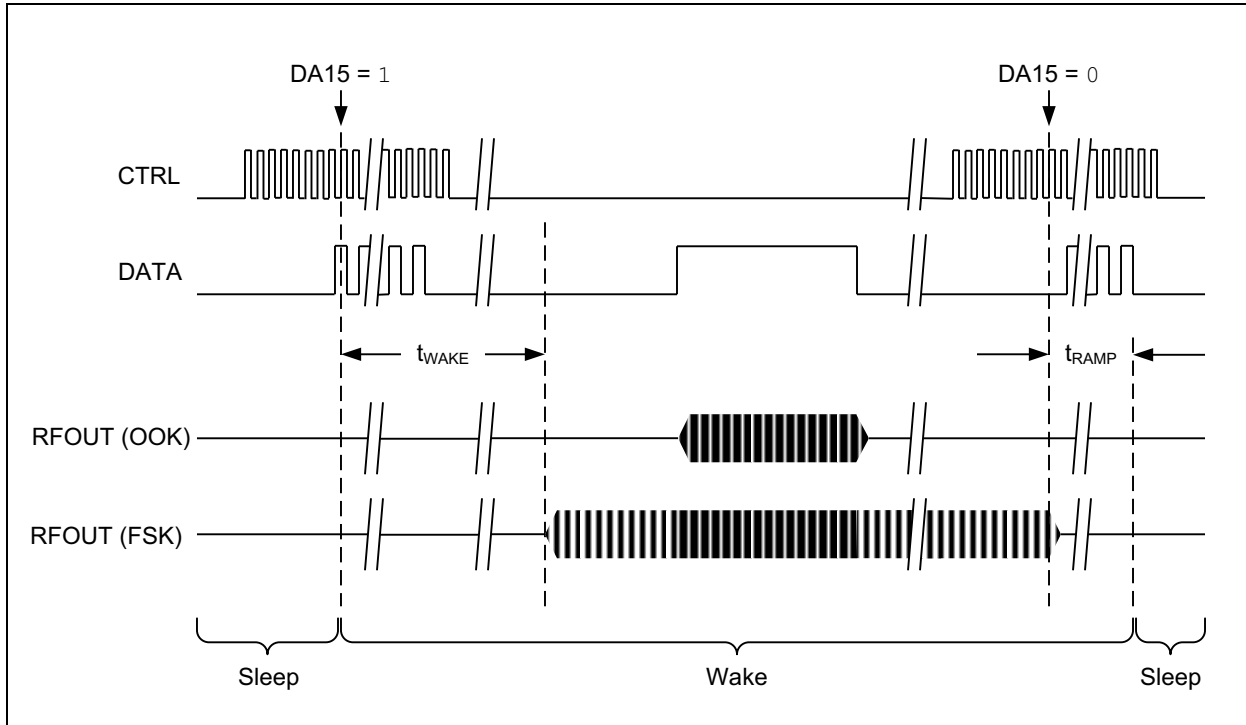 DA15 = 1
DA15 = 0
CTRL
DATA
tWAKE
tRAMP
RFOUT (OOK)
RFOUT (FSK)
Sleep
Wake
Sleep